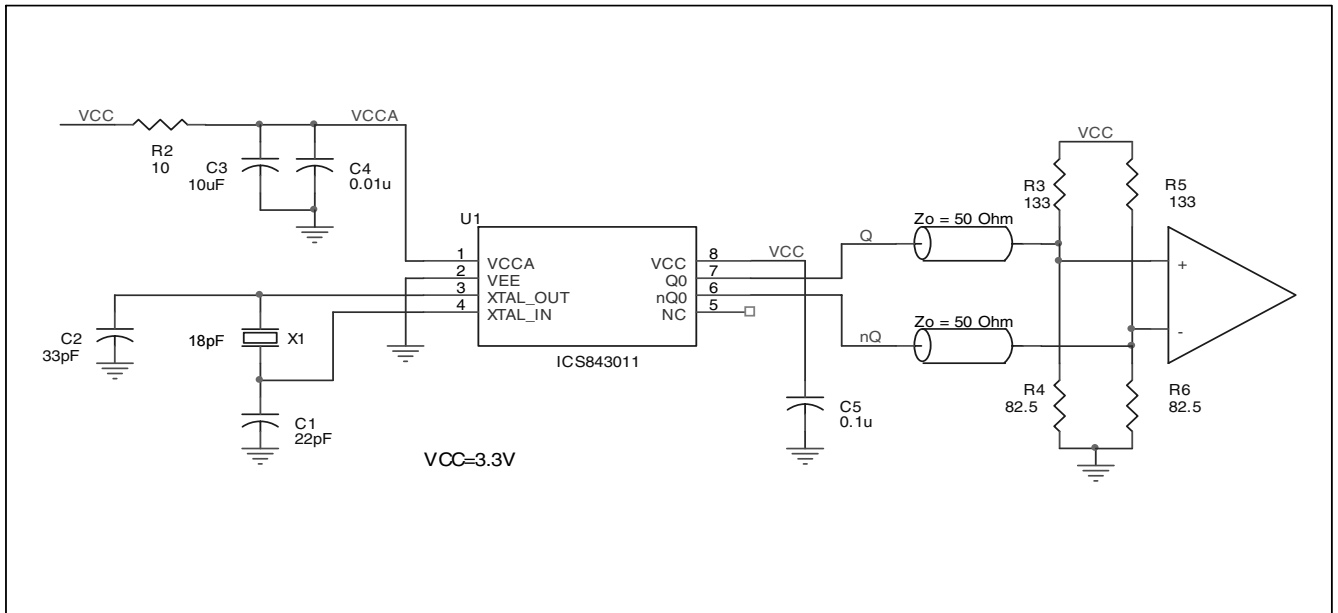 VCC
R2
10
C3
10uF
C4
0.01u
VCCA
U1
1
2
3
4
VCCA
VEE
XTAL_OUT
XTAL_IN
VCC
Q0
nQ0
NC
8
7
6
5
ICS843011
VCC
C2
33pF
18pF
X1
C1
22pF
VCC=3.3V
C5
0.1u
Q
Zo = 50 Ohm
nQ
Zo = 50 Ohm
VCC
R3
133
R5
133
+
-
R4
82.5
R6
82.5